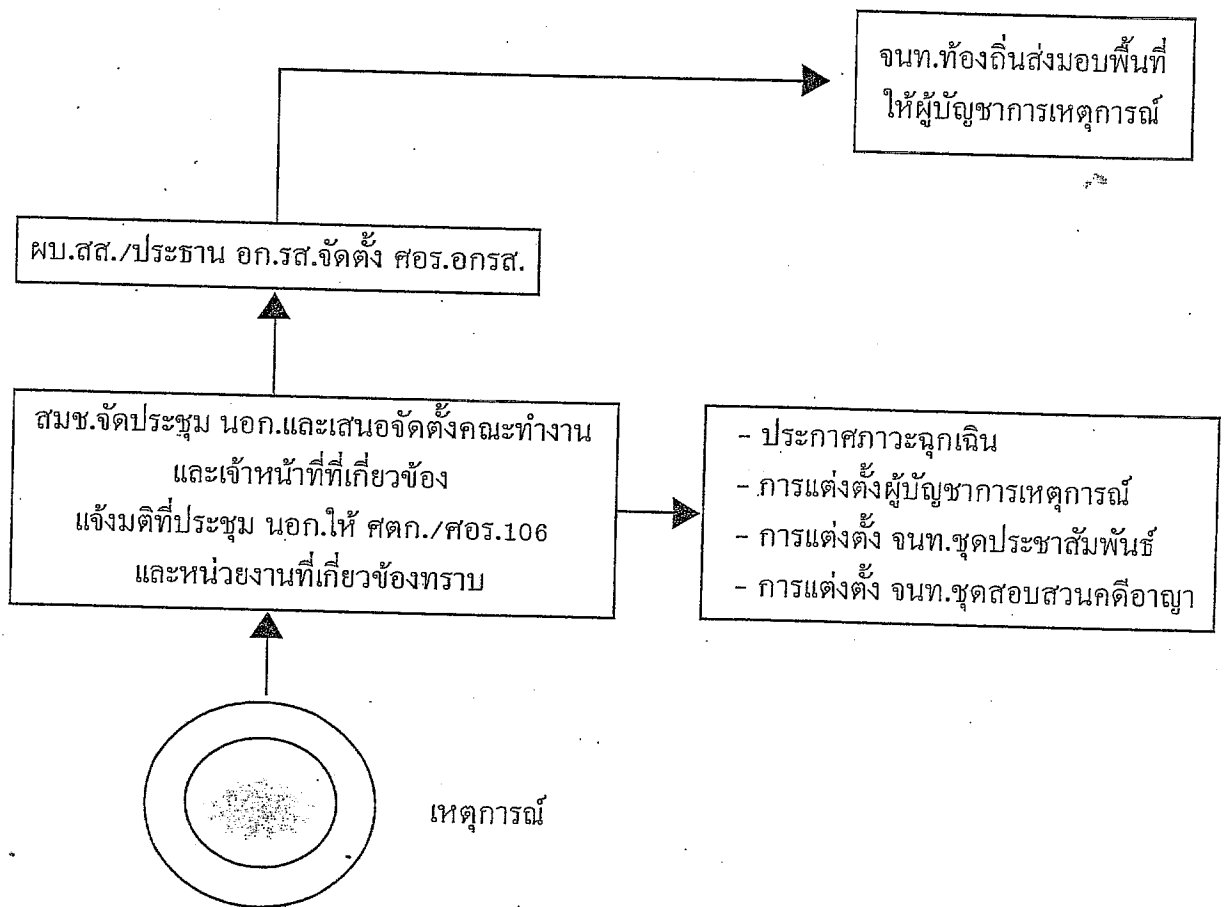 จนท.ท้องถิ่นส่งมอบพื้นที่
ให้ผู้บัญชาการเหตุการณ์
ผบ.สส./ประธาน อก.รส.จัดตั้ง ศอร.อกรส.
สมช.จัดประชุม นอก.และเสนอจัดตั้งคณะทำงาน
และเจ้าหน้าที่ที่เกี่ยวข้อง
แจ้งมติที่ประชุม นอก.ให้ ศตก./ศอร.106
และหน่วยงานที่เกี่ยวข้องทราบ
- ประกาศภาวะฉุกเฉิน
- การแต่งตั้งผู้บัญชาการเหตุการณ์
- การแต่งตั้ง จนท.ชุดประชาสัมพันธ์
- การแต่งตั้ง จนท.ชุดสอบสวนคดีอาญา
เหตุการณ์